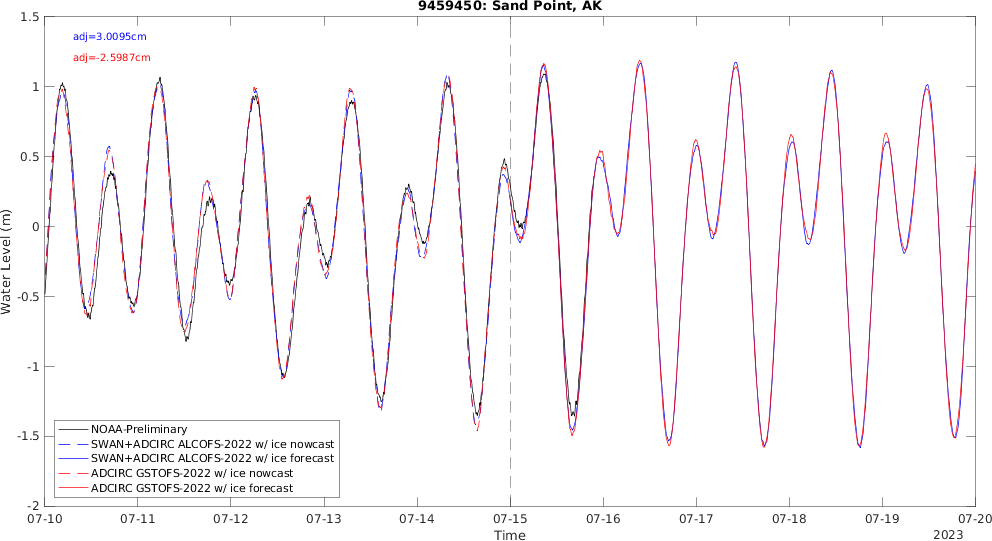 9459450: Sand Point, AK
adj=3.0095cm
adj=-2.5987cm
Water Level (m)
1.5
1
0.5
0
-0.5
-1
-1.5
-2
NOAA-Preliminary
SWAN+ADCIRC ALCOFS-2022 w/ ice nowcast
SWAN+ADCIRC ALCOFS-2022 w/ ice forecast
ADCIRC GSTOFS-2022 w/ ice nowcast
ADCIRC GSTOFS-2022 w/ ice forecast
07-10 07-11 07-12 07-13 07-14 07-15 07-16 07-17 07-18 07-19 07-20
Time
2023